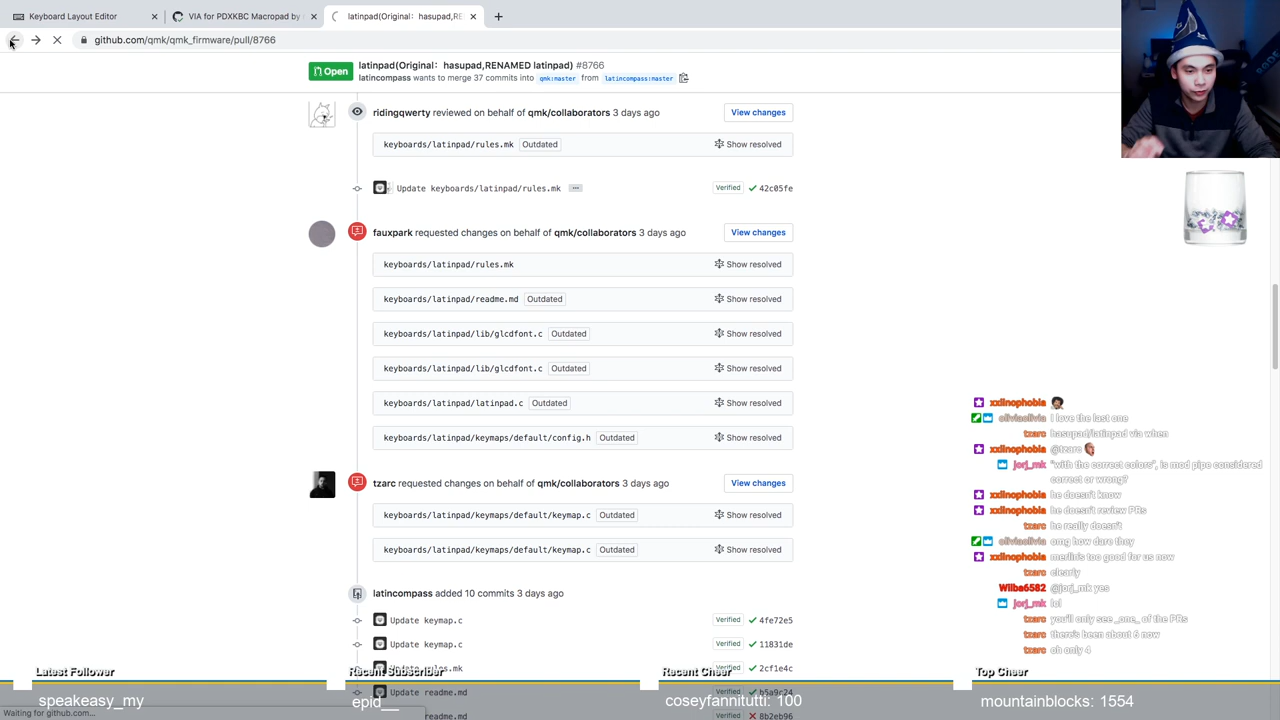 Keyboard Layout Editor
VIA for PDXKBC Macropad by
latinpad(Original: hasupad,RE
github.com/qmk/qmk_firmware/pull/8766
Open
latinpad(Original: hasupad,RENAMED latinpad) #8766
latincompass wants to merge 37 commits into qmk:master from latincompass:master
ridingqwerty reviewed on behalf of qmk/collaborators 3 days ago
View changes
keyboards/latinpad/rules.mk Outdated
Show resolved
Update keyboards/latinpad/rules.mk
Verified 42c05fe
fauxpark requested changes on behalf of qmk/collaborators 3 days ago
View changes
keyboards/latinpad/rules.mk
Show resolved
keyboards/latinpad/readme.md Outdated
Show resolved
keyboards/latinpad/lib/glcdfont.c Outdated
Show resolved
keyboards/latinpad/lib/glcdfont.c Outdated
Show resolved
keyboards/latinpad/latinpad.c Outdated
Show resolved
keyboards/latinpad/keymaps/default/config.h Outdated
Show resolved
tzarc requested changes on behalf of qmk/collaborators 3 days ago
View changes
keyboards/latinpad/keymaps/default/keymap.c Outdated
Show resolved
keyboards/latinpad/keymaps/default/keymap.c Outdated
Show resolved
latincompass added 10 commits 3 days ago
Update keymap.c
Verified 4fe72e5
Update keymap.c
Verified 11831de
Verified 2cf1e4c
Update readme.md
Verified b5a9c24
Verified 8b2eb96
xxlinophobia
oliviaolivia I love the last one
tzarc hasupad/latinpad via when
xxlinophobia @tzarc
jorj_mk "with the correct colors", is mod pipe considered
correct or wrong?
xxlinophobia he doesn't know
xxlinophobia he doesn't review PRs
tzarc he really doesn't
oliviaolivia omg how dare they
xxlinophobia merlin's too good for us now
tzarc clearly
Wilba6582 @jorj_mk yes
jorj_mk lol
tzarc you'll only see _one_ of the PRs
tzarc there's been about 6 now
tzarc oh only 4
Latest Follower
speakeasy_my
Recent Subscriber
epid__
Recent Cheer
coseyfannitutti: 100
Top Cheer
mountainblocks: 1554
Waiting for github.com...